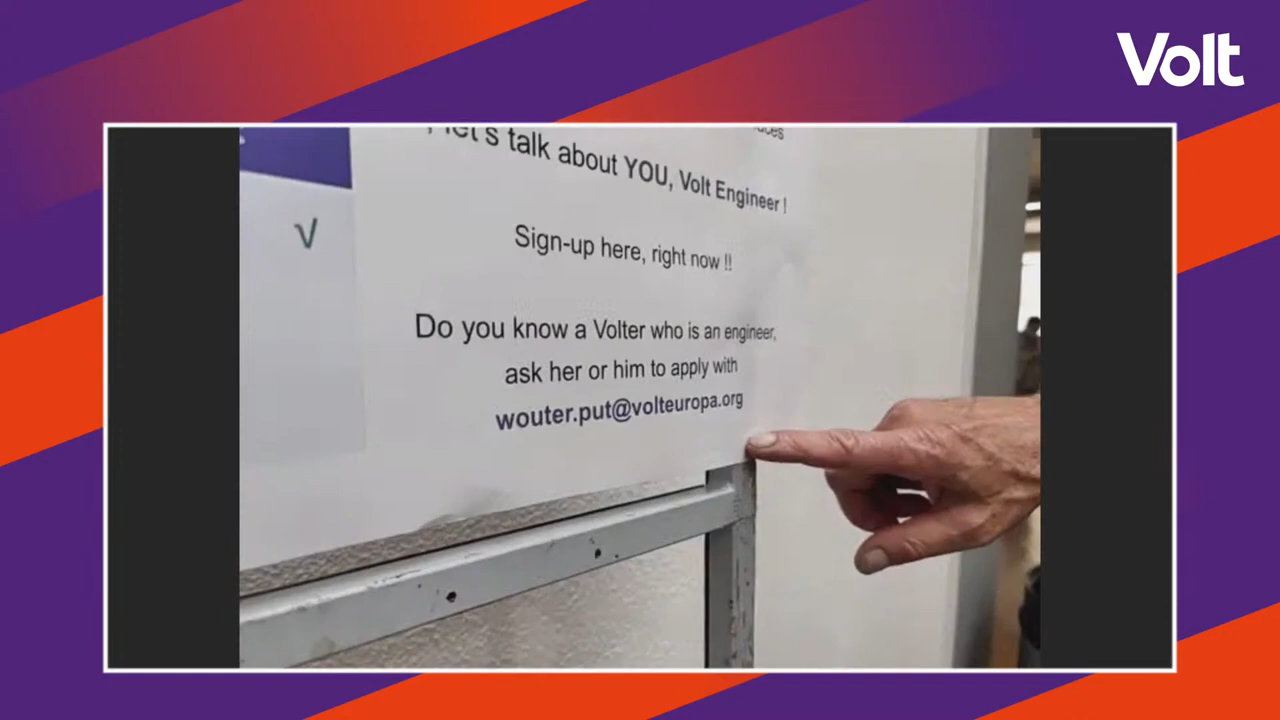 Volt
let's talk about YOU, Volt Engineer !
Sign-up here, right now !!
Do you know a Volter who is an engineer,
ask her or him to apply with
wouter.put@volteuropa.org